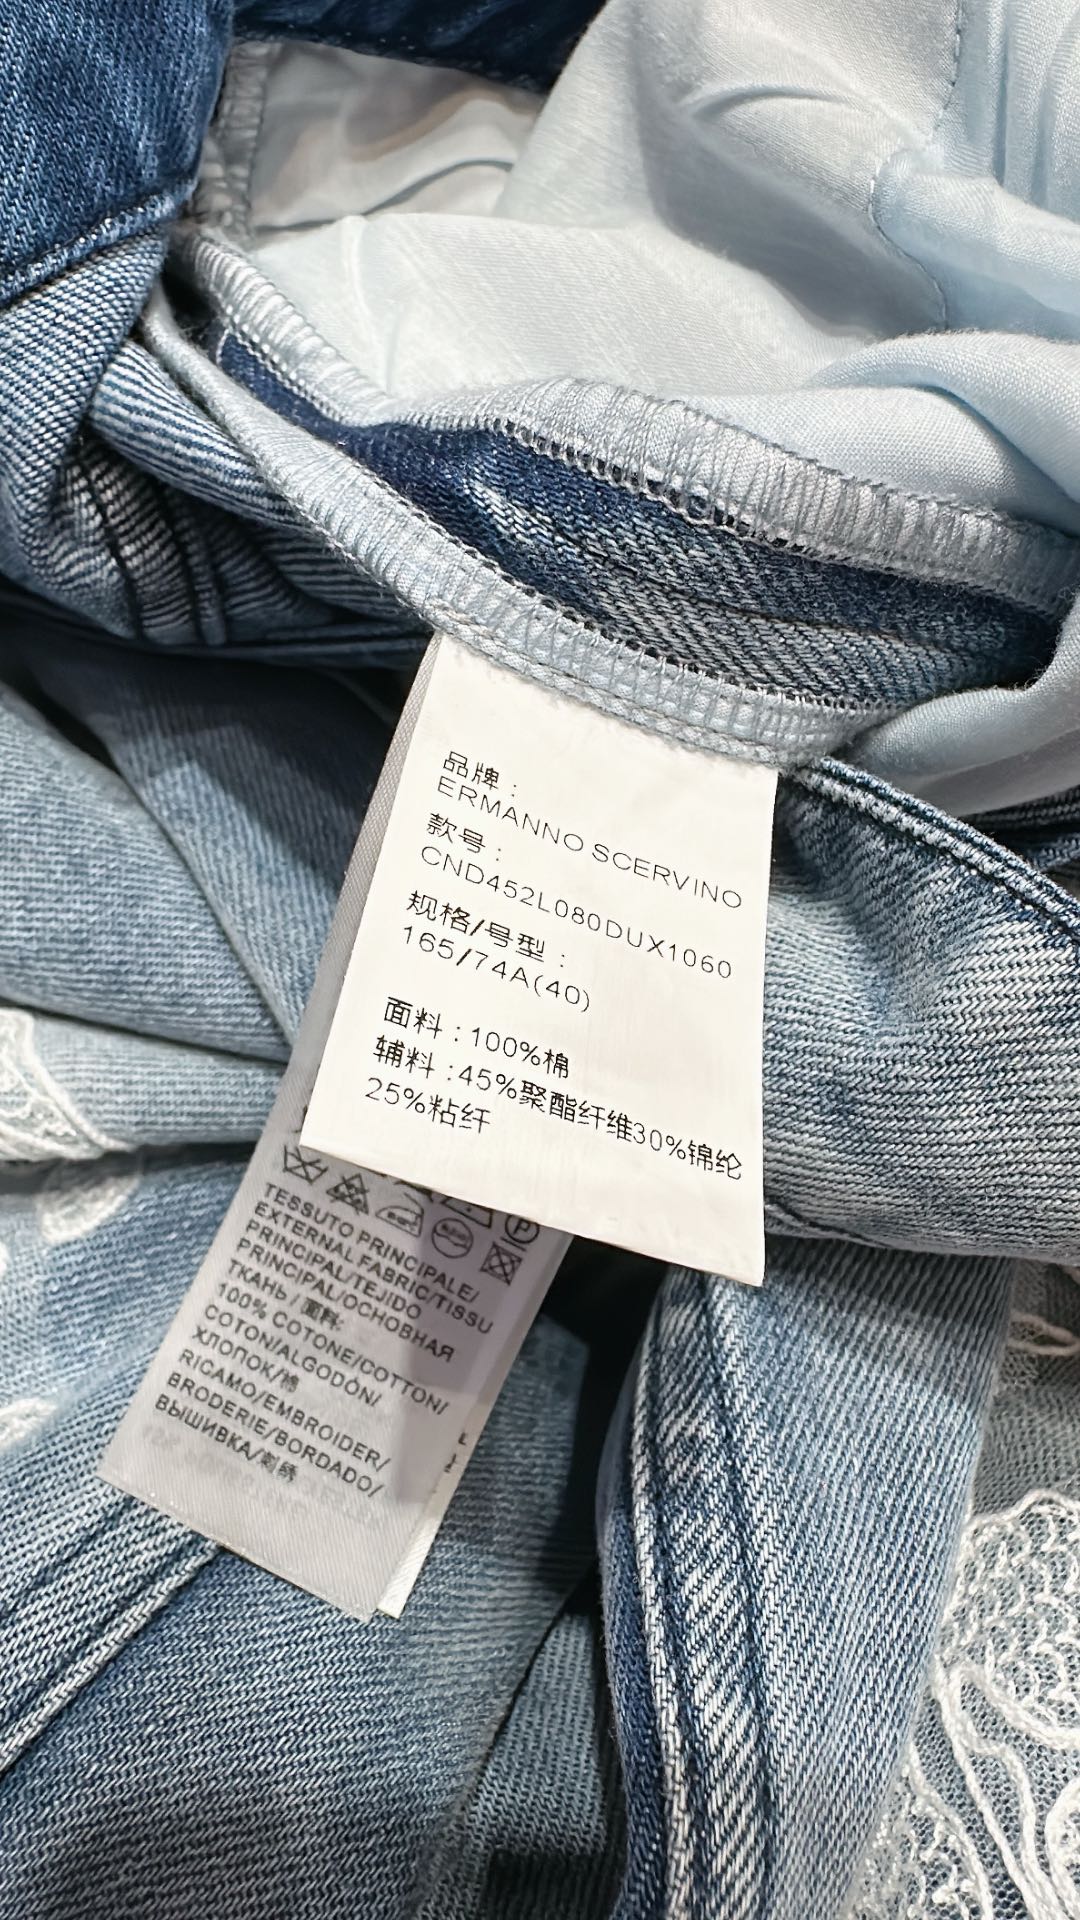 品牌：
ERMANNO SCERVINO
款号：
CND452L080DUX1060
规格/号型：
165/74A(40)
面料：100%棉
辅料：45%聚酯纤维30%锦纶
25%粘纤
P
TESSUTO PRINCIPALE/
EXTERNAL FABRIC/TISSU
PRINCIPAL/TEJIDO
PRINCIPAL/ОСНОВНАЯ
ТКАНЬ/面料:
100% COTONE/COTTON/
COTON/ALGODÓN/
ХЛОПОК/棉
RICAMO/EMBROIDER/
BRODERIE/BORDADO/
ВЫШИВКА/刺绣